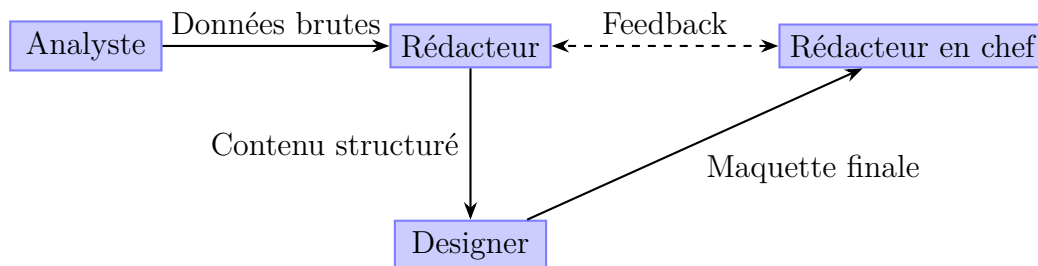 Analyste
Données brutes
Rédacteur
Feedback
Rédacteur en chef
Contenu structuré
Maquette finale
Designer